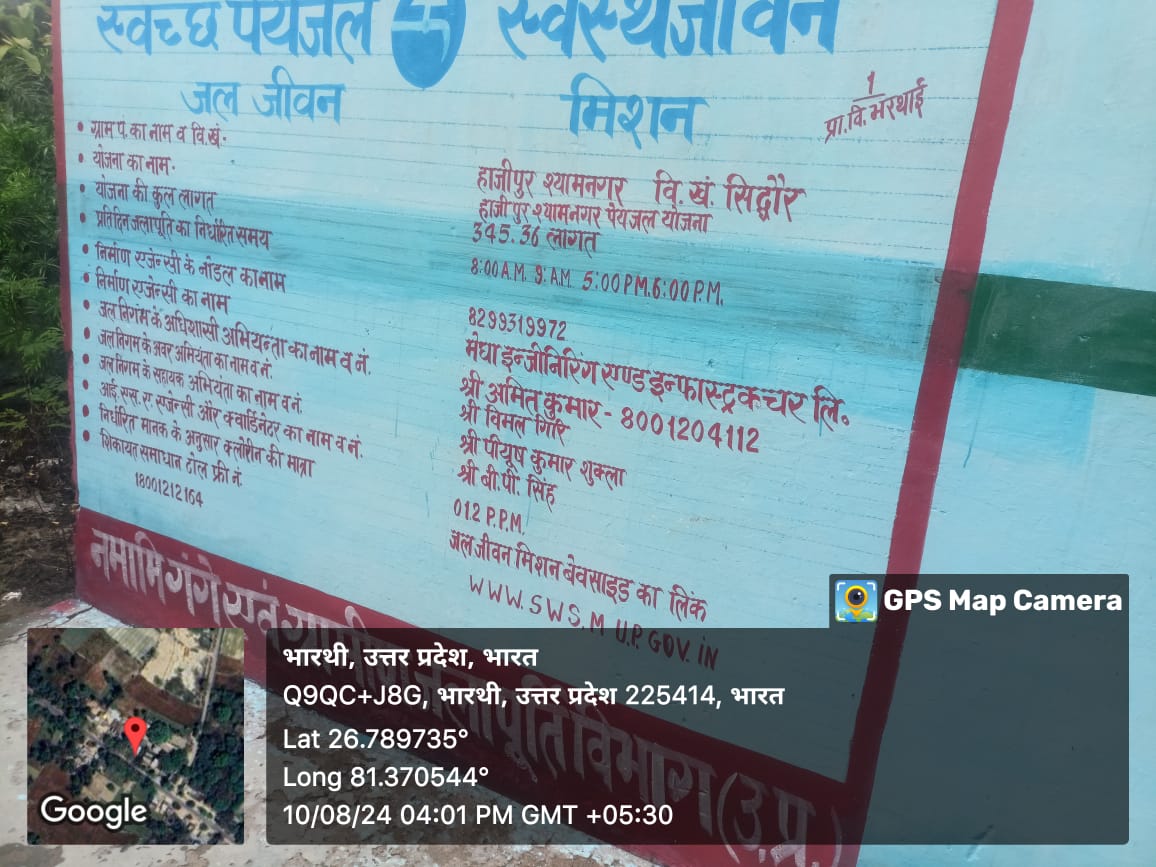 स्वच्छ पेयजल स्वस्थ जीवन
जल जीवन मिशन
1
प्रा.वि.भरथाई
• ग्राम पं. का नाम व वि.खं.-
• योजना का नाम-
• योजना की कुल लागत
• प्रतिदिन जलापूर्ति का निर्धारित समय
• निर्माण एजेन्सी के नोडल का नाम
• निर्माण एजेन्सी का नाम
• जल निगम के अधिशासी अभियन्ता का नाम व नं.
• जल निगम के अवर अभियंता का नाम व नं.
• जल निगम के सहायक अभियंता का नाम व नं.
• आई.एस.ए एजेन्सी और क्वार्डिनेटर का नाम व नं.
• निर्धारित मानक के अनुसार क्लोरीन की मात्रा
• शिकायत समाधान टोल फ्री नं.
18001212164
हाजीपुर श्यामनगर वि.खं. सिद्धौर
हाजीपुर श्यामनगर पेयजल योजना
345.36 लागत
8:00 A.M. 9: A.M. 5:00 P.M. 6:00 P.M.
8299319972
मेघा इन्जीनिरिंग एण्ड इन्फास्ट्रकचर लि०
श्री अमित कुमार - 8001204112
श्री विमल गिरि
श्री पीयूष कुमार शुक्ला
श्री बी.पी. सिंह
012 P.P.M.
जल जीवन मिशन बेवसाइड का लिंक
WWW.SWS.M U.P. GOV. iN
नमामि गंगे एवं ग्रामीण जलापूर्ति विभाग (उ.प्र.)
GPS Map Camera
भारथी, उत्तर प्रदेश, भारत
Q9QC+J8G, भारथी, उत्तर प्रदेश 225414, भारत
Lat 26.789735°
Long 81.370544°
10/08/24 04:01 PM GMT +05:30
Google